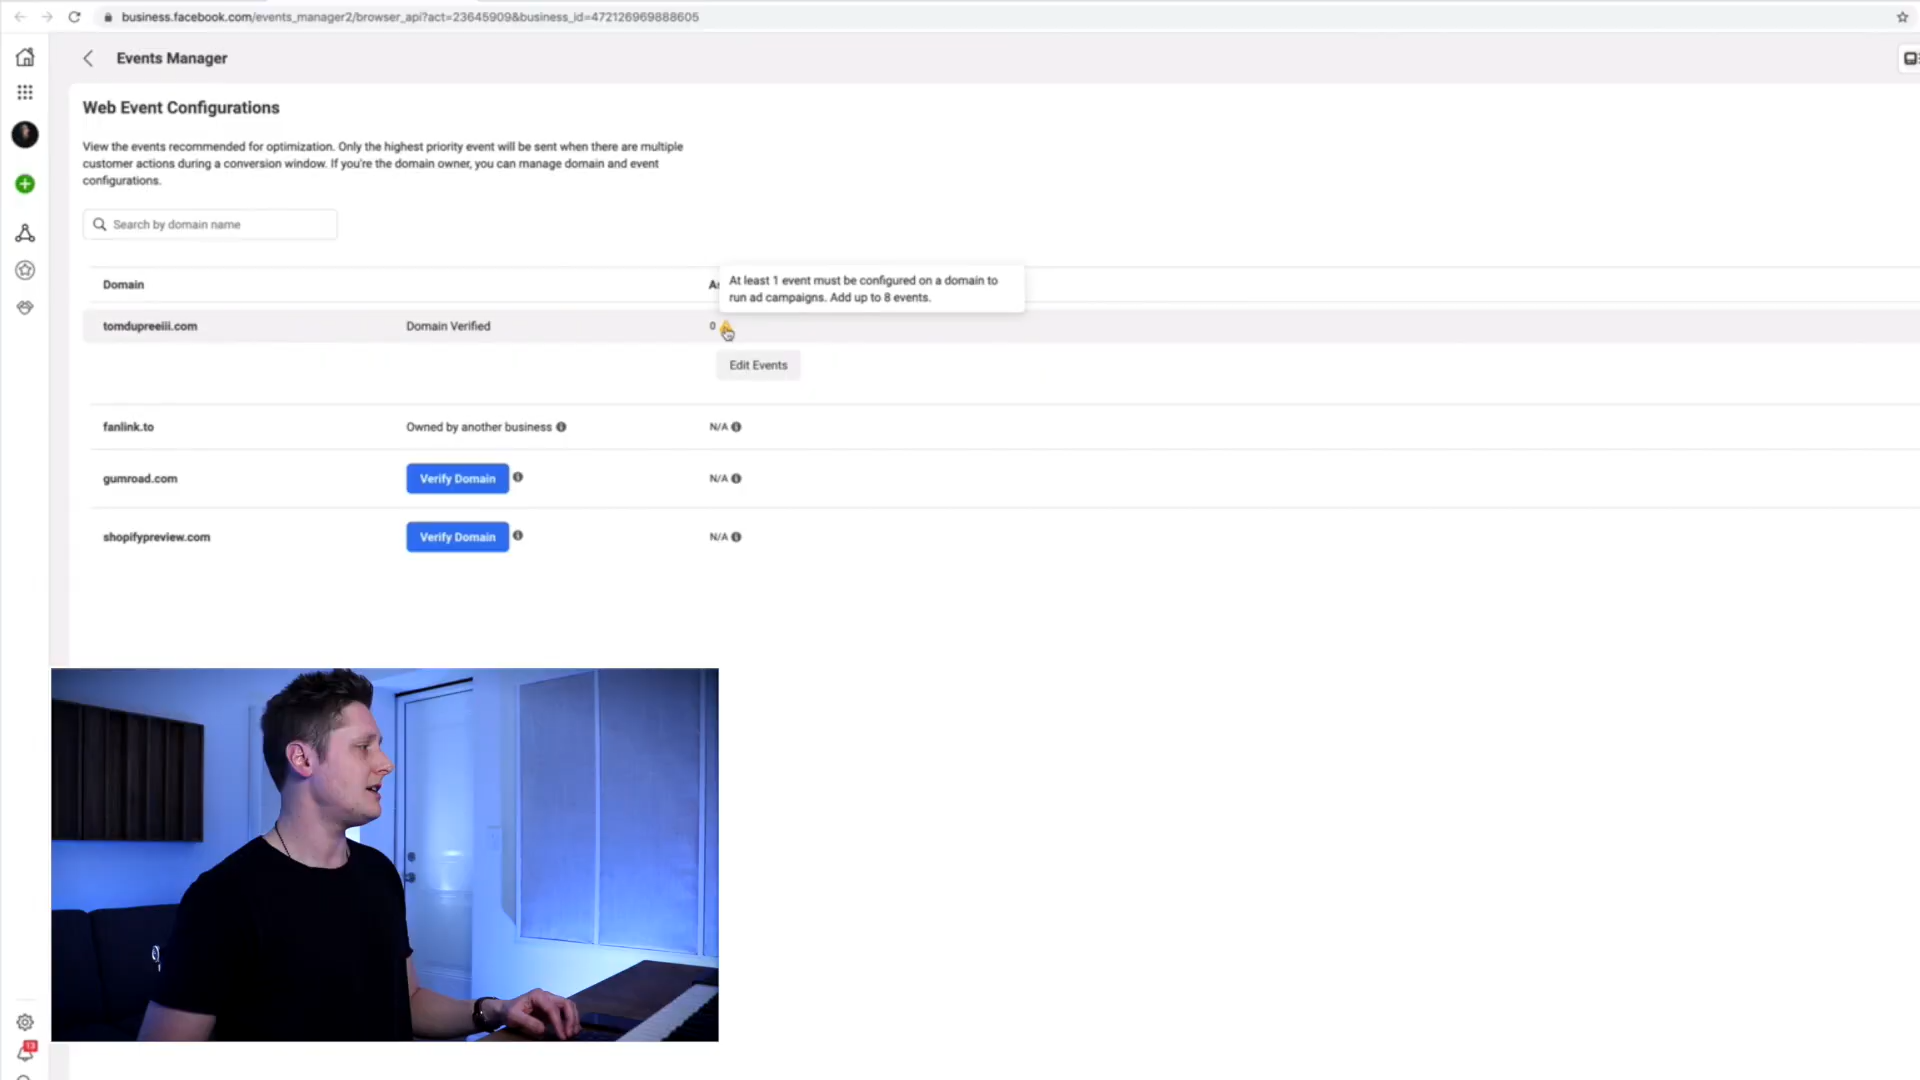 business.facebook.com/events_manager2/browser_api?act=23645909&business_id=472126969888605
Events Manager
Web Event Configurations
View the events recommended for optimization. Only the highest priority event will be sent when there are multiple
customer actions during a conversion window. If you're the domain owner, you can manage domain and event
configurations.
Search by domain name
At least 1 event must be configured on a domain to
run ad campaigns. Add up to 8 events.
Domain
tomdupreeiii.com Domain Verified 0
Edit Events
fanlink.to Owned by another business N/A
gumroad.com Verify Domain N/A
shopifypreview.com Verify Domain N/A
13